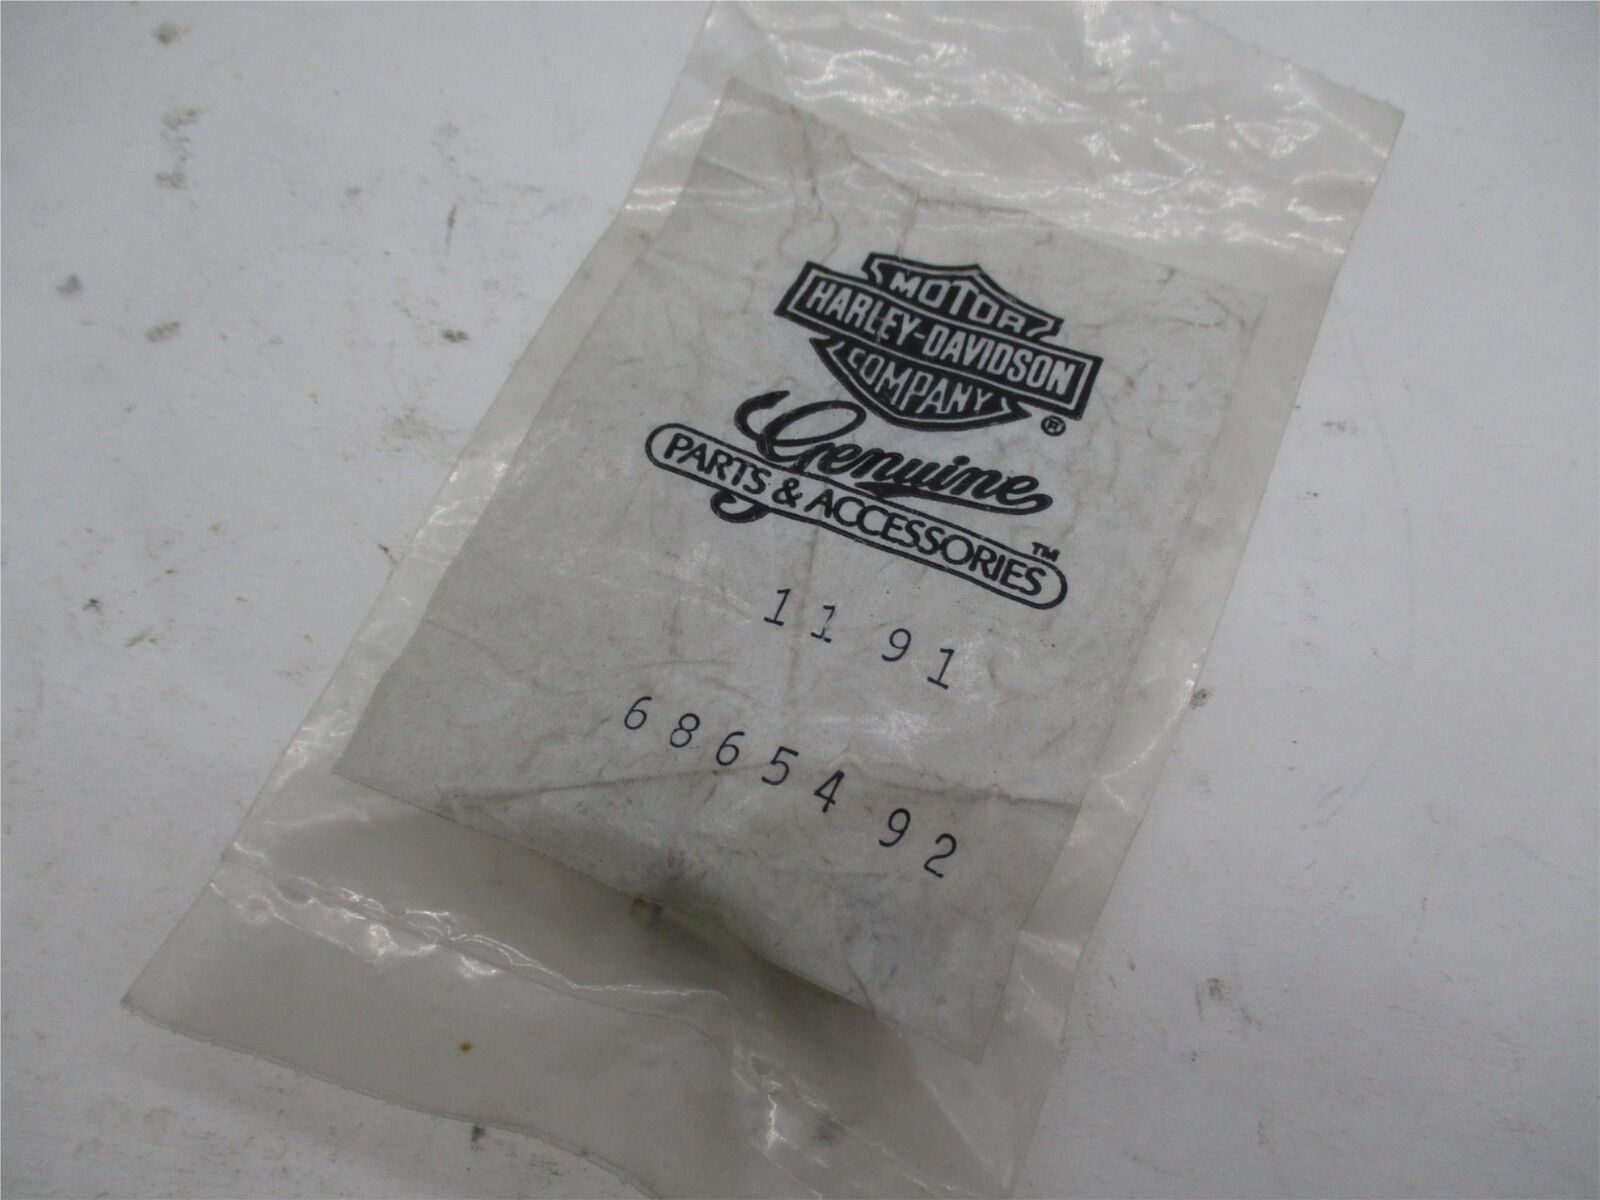 MOTOR
HARLEY-DAVIDSON
COMPANY
®
Genuine
PARTS & ACCESSORIES
™
11 91
68654 92